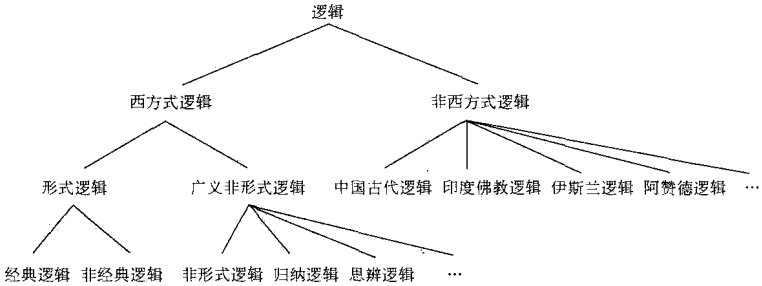 逻辑
西方式逻辑 非西方式逻辑
形式逻辑 广义非形式逻辑 中国古代逻辑 印度佛教逻辑 伊斯兰逻辑 阿赞德逻辑 …
经典逻辑 非经典逻辑 非形式逻辑 归纳逻辑 思辨逻辑 …